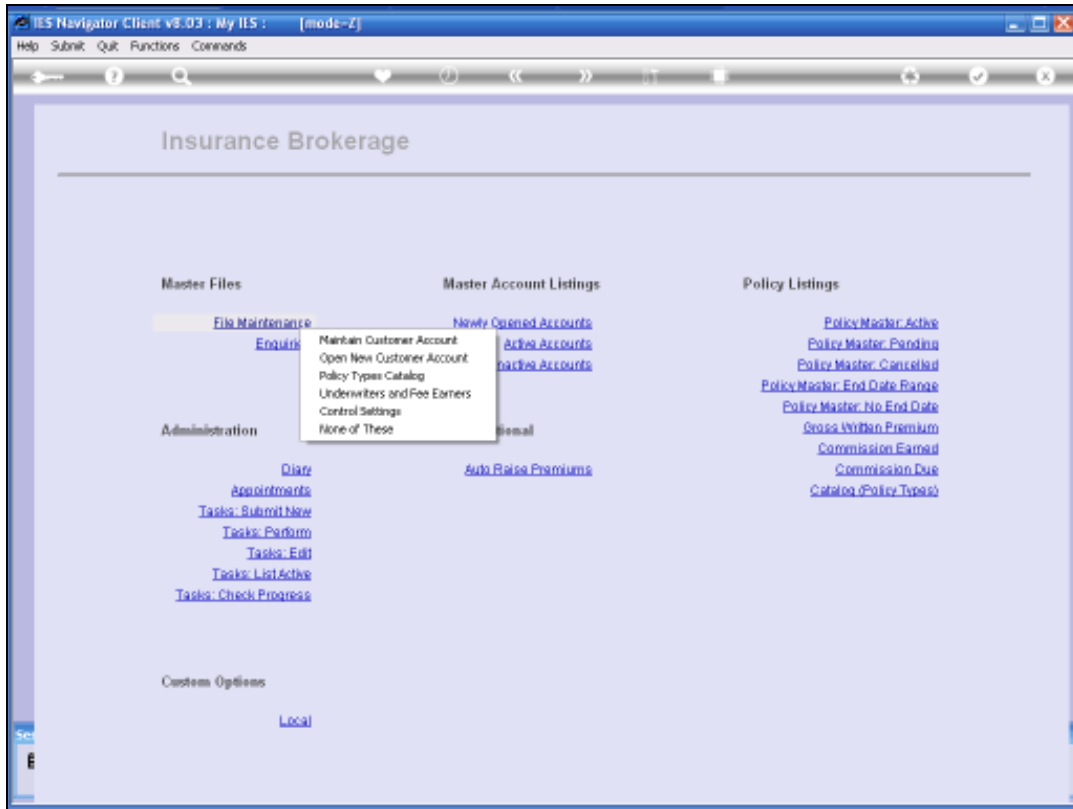 IES Navigator Client v8.03 : My IES : [mode=Z]
Help Submit Quit Functions Commands
Insurance Brokerage
Master Files
File Maintenance
Enquiri
Maintain Customer Account
Open New Customer Account
Policy Types Catalog
Underwriters and Fee Earners
Control Settings
None of These
Administration
Diary
Appointments
Tasks: Submit New
Tasks: Perform
Tasks: Edit
Tasks: List Active
Tasks: Check Progress
Custom Options
Local
Master Account Listings
Newly Opened Accounts
Active Accounts
nactive Accounts
tional
Auto Raise Premiums
Policy Listings
Policy Master: Active
Policy Master: Pending
Policy Master: Cancelled
Policy Master: End Date Range
Policy Master: No End Date
Gross Written Premium
Commission Earned
Commission Due
Catalog (Policy Types)
Se